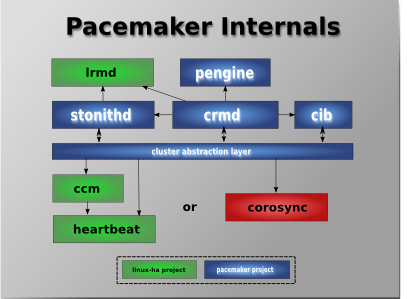 Pacemaker Internals
lrmd
pengine
stonithd
crmd
cib
cluster abstraction layer
ccm
or
corosync
heartbeat
linux-ha project
pacemaker project